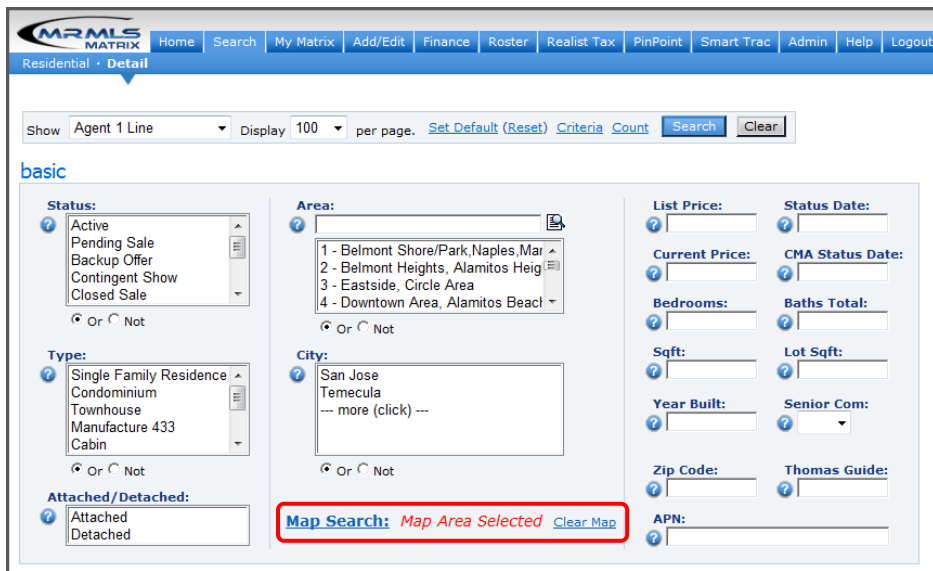 MRMLS
MATRIX
Home Search My Matrix Add/Edit Finance Roster Realist Tax PinPoint Smart Trac Admin Help Logout
Residential · Detail
Show Agent 1 Line Display 100 per page. Set Default (Reset) Criteria Count Search Clear
basic
Status:
Active
Pending Sale
Backup Offer
Contingent Show
Closed Sale
Or Not
Type:
Single Family Residence
Condominium
Townhouse
Manufacture 433
Cabin
Or Not
Attached/Detached:
Attached
Detached
Area:
1 - Belmont Shore/Park,Naples,Mar
2 - Belmont Heights, Alamitos Heig
3 - Eastside, Circle Area
4 - Downtown Area, Alamitos Beach
Or Not
City:
San Jose
Temecula
--- more (click) ---
Or Not
Map Search: Map Area Selected Clear Map
List Price: Status Date:
Current Price: CMA Status Date:
Bedrooms: Baths Total:
Sqft: Lot Sqft:
Year Built: Senior Com:
Zip Code: Thomas Guide:
APN: